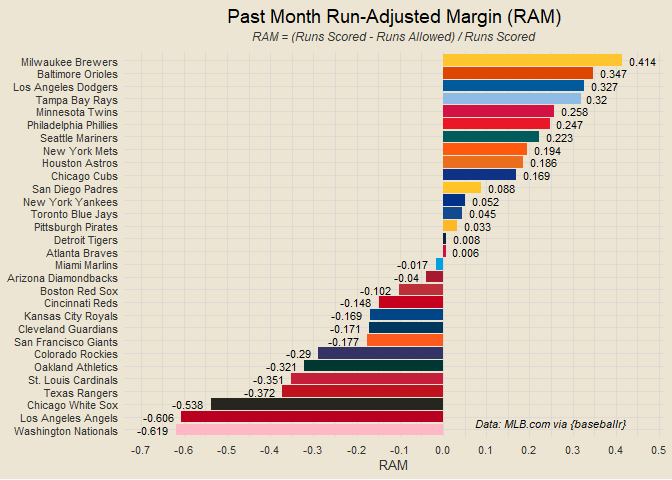 Past Month Run-Adjusted Margin (RAM)
RAM = (Runs Scored - Runs Allowed) / Runs Scored
Milwaukee Brewers 0.414
Baltimore Orioles 0.347
Los Angeles Dodgers 0.327
Tampa Bay Rays 0.32
Minnesota Twins 0.258
Philadelphia Phillies 0.247
Seattle Mariners 0.223
New York Mets 0.194
Houston Astros 0.186
Chicago Cubs 0.169
San Diego Padres 0.088
New York Yankees 0.052
Toronto Blue Jays 0.045
Pittsburgh Pirates 0.033
Detroit Tigers 0.008
Atlanta Braves 0.006
Miami Marlins -0.017
Arizona Diamondbacks -0.04
Boston Red Sox -0.102
Cincinnati Reds -0.148
Kansas City Royals -0.169
Cleveland Guardians -0.171
San Francisco Giants -0.177
Colorado Rockies -0.29
Oakland Athletics -0.321
St. Louis Cardinals -0.351
Texas Rangers -0.372
Chicago White Sox -0.538
Los Angeles Angels -0.606
Washington Nationals -0.619
Data: MLB.com via {baseballr}
-0.7 -0.6 -0.5 -0.4 -0.3 -0.2 -0.1 0.0 0.1 0.2 0.3 0.4 0.5
RAM